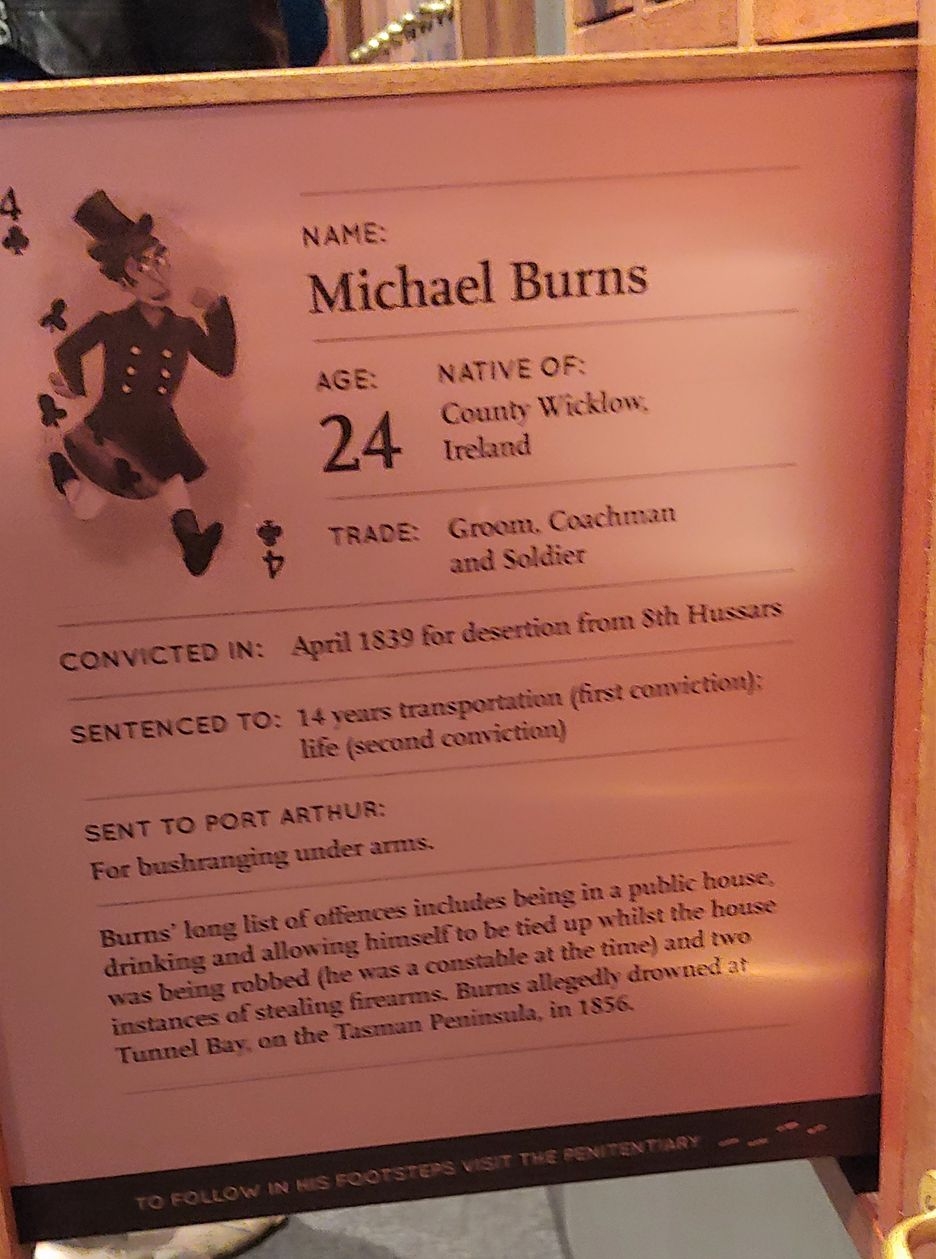 4
NAME:
Michael Burns
AGE:
24
NATIVE OF:
County Wicklow,
Ireland
TRADE: Groom, Coachman
and Soldier
4
CONVICTED IN: April 1839 for desertion from 8th Hussars
SENTENCED TO: 14 years transportation (first conviction);
life (second conviction)
SENT TO PORT ARTHUR:
For bushranging under arms.
Burns' long list of offences includes being in a public house,
drinking and allowing himself to be tied up whilst the house
was being robbed (he was a constable at the time) and two
instances of stealing firearms. Burns allegedly drowned at
Tunnel Bay, on the Tasman Peninsula, in 1856.
TO FOLLOW IN HIS FOOTSTEPS VISIT THE PENITENTIARY